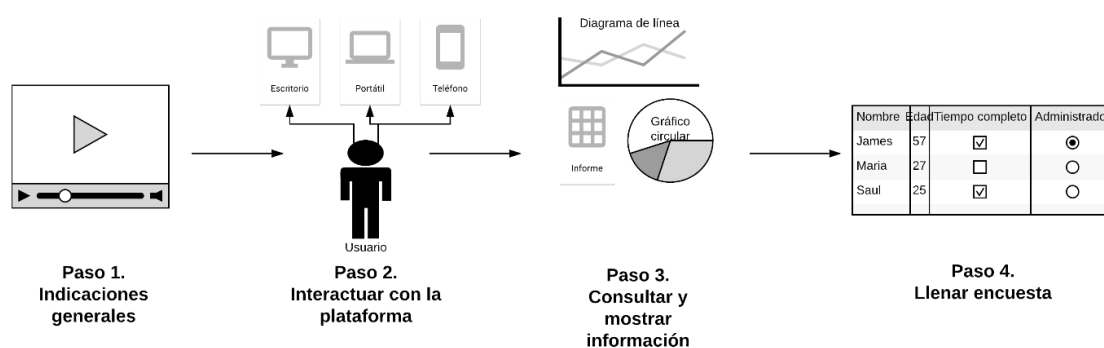 Escritorio
Portátil
Teléfono
Usuario
Diagrama de línea
Informe
Gráfico
circular
Nombre Edad Tiempo completo Administrado
James 57
Maria 27
Saul 25
Paso 1.
Indicaciones
generales
Paso 2.
Interactuar con la
plataforma
Paso 3.
Consultar y
mostrar
información
Paso 4.
Llenar encuesta